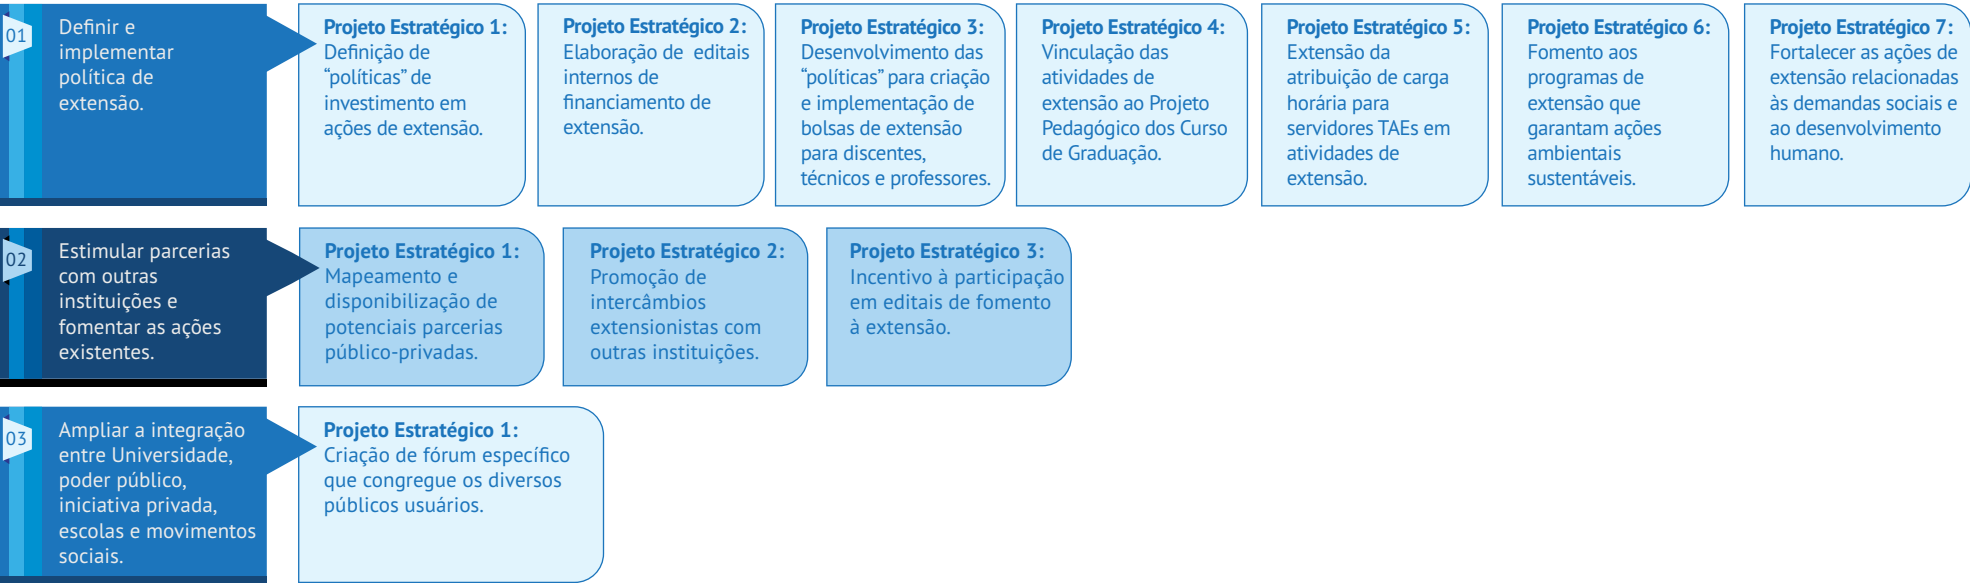 01
Definir e
implementar
política de
extensão.
Projeto Estratégico 1:
Definição de
“políticas” de
investimento em
ações de extensão.
Projeto Estratégico 2:
Elaboração de editais
internos de
financiamento de
extensão.
Projeto Estratégico 3:
Desenvolvimento das
“políticas” para criação
e implementação de
bolsas de extensão
para discentes,
técnicos e professores.
Projeto Estratégico 4:
Vinculação das
atividades de
extensão ao Projeto
Pedagógico dos Curso
de Graduação.
Projeto Estratégico 5:
Extensão da
atribuição de carga
horária para
servidores TAEs em
atividades de
extensão.
Projeto Estratégico 6:
Fomento aos
programas de
extensão que
garantam ações
ambientais
sustentáveis.
Projeto Estratégico 7:
Fortalecer as ações de
extensão relacionadas
às demandas sociais e
ao desenvolvimento
humano.
02
Estimular parcerias
com outras
instituições e
fomentar as ações
existentes.
Projeto Estratégico 1:
Mapeamento e
disponibilização de
potenciais parcerias
público-privadas.
Projeto Estratégico 2:
Promoção de
intercâmbios
extensionistas com
outras instituições.
Projeto Estratégico 3:
Incentivo à participação
em editais de fomento
à extensão.
03
Ampliar a integração
entre Universidade,
poder público,
iniciativa privada,
escolas e movimentos
sociais.
Projeto Estratégico 1:
Criação de fórum específico
que congregue os diversos
públicos usuários.